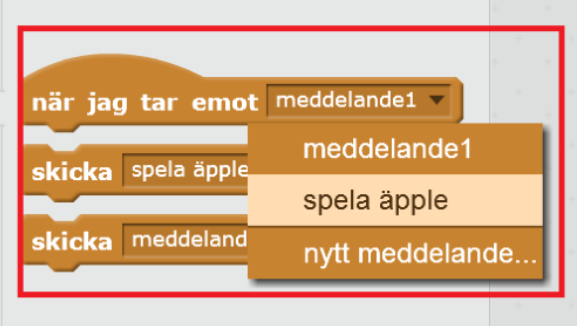 när jag tar emot meddelande1
meddelande1
skicka spela äpple
spela äpple
skicka meddeland
nytt meddelande...